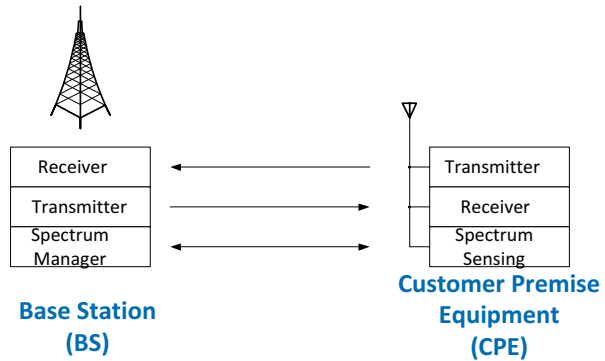 Receiver
Transmitter
Spectrum
Manager
Base Station
(BS)
Transmitter
Receiver
Spectrum
Sensing
Customer Premise
Equipment
(CPE)